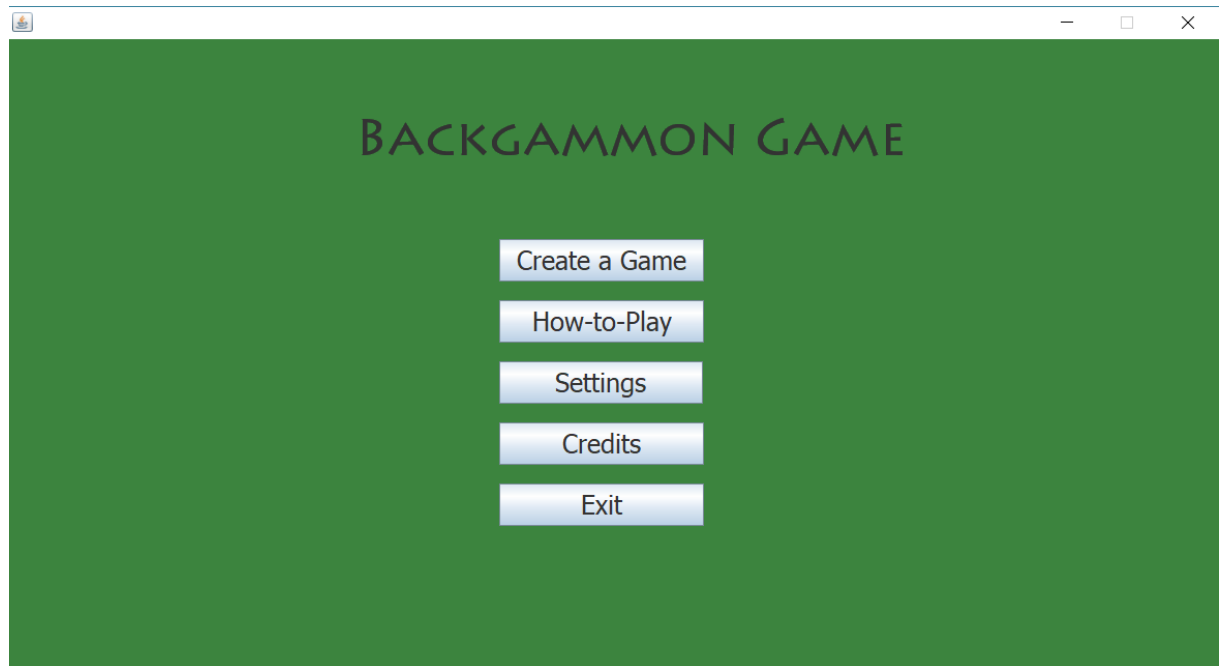 Backgammon Game
Create a Game
How-to-Play
Settings
Credits
Exit